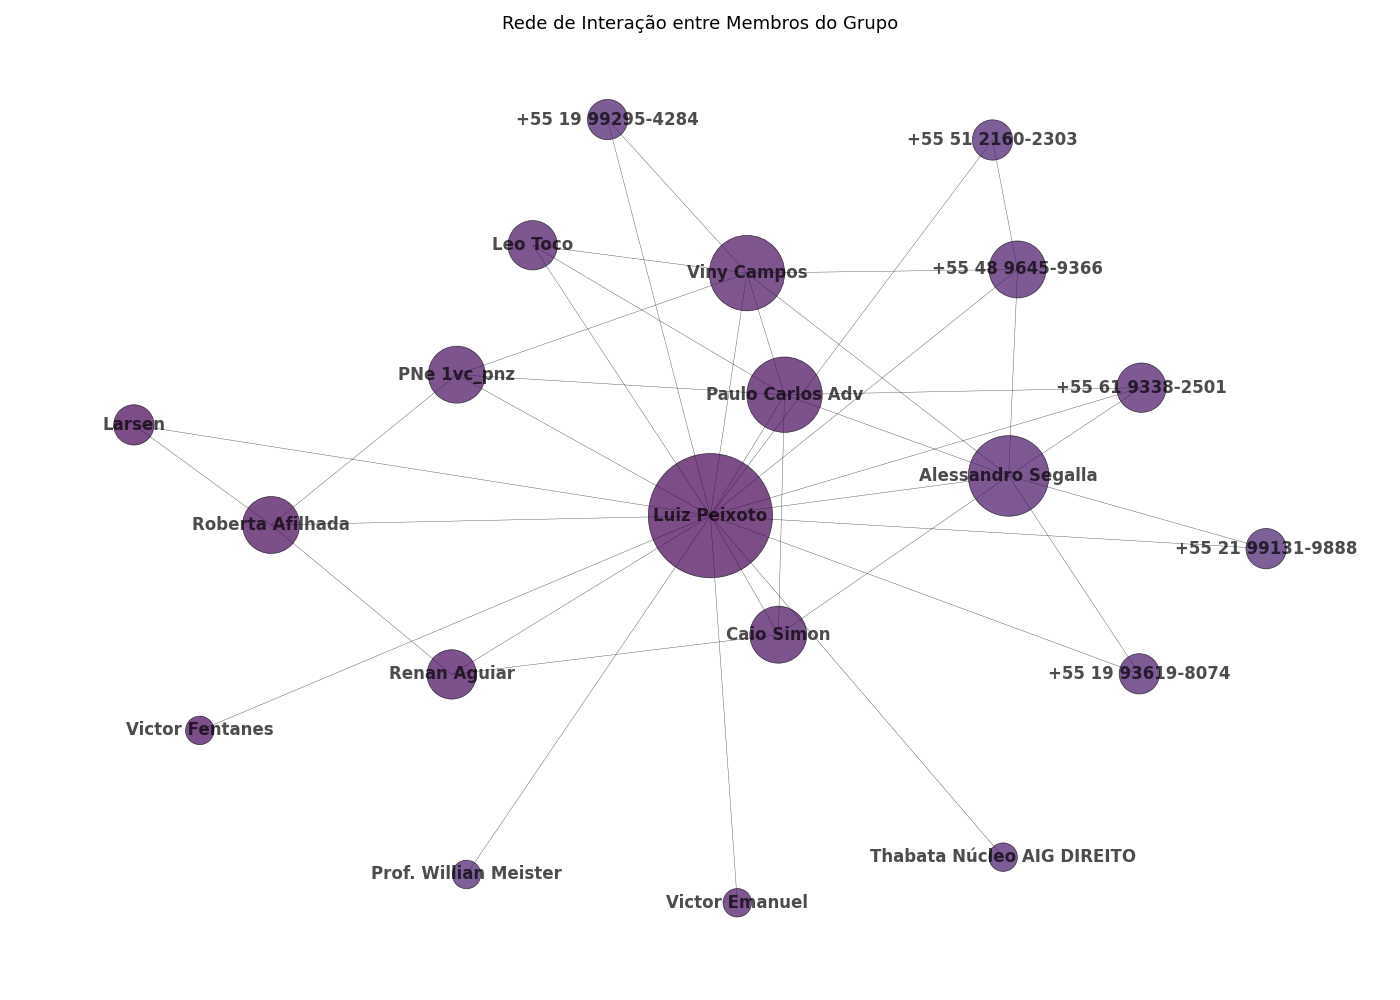 Rede de Interação entre Membros do Grupo
+55 19 99295-4284
+55 51 2160-2303
Leo Toco
Viny Campos
+55 48 9645-9366
PNe 1vc_pnz
Paulo Carlos Adv
+55 61 9338-2501
Larsen
Alessandro Segalla
Roberta Afilhada
Luiz Peixoto
+55 21 99131-9888
Caio Simon
Renan Aguiar
+55 19 93619-8074
Victor Fentanes
Thabata Núcleo AIG DIREITO
Prof. Willian Meister
Victor Emanuel